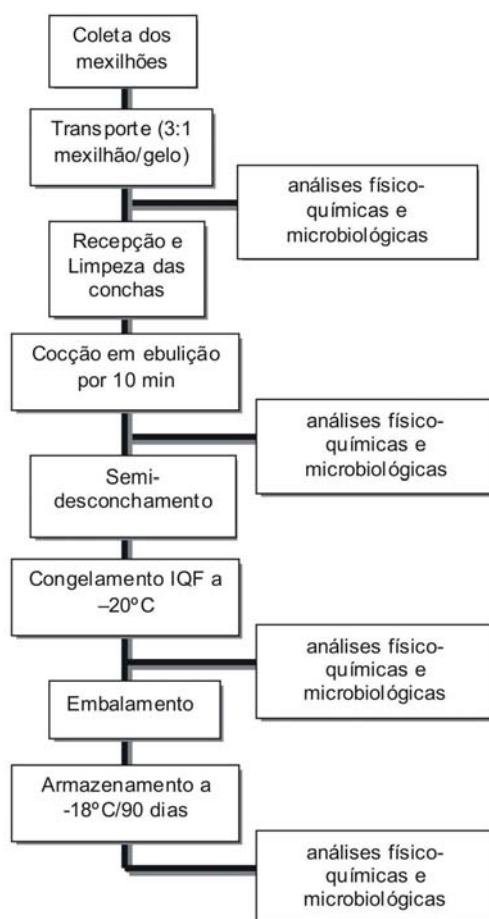 Coleta dos
mexilhões
Transporte (3:1
mexilhão/gelo)
análises físico-
químicas e
microbiológicas
Recepção e
Limpeza das
conchas
Cocção em ebulição
por 10 min
análises físico-
químicas e
microbiológicas
Semi-
desconchamento
Congelamento IQF a
–20ºC
análises físico-
químicas e
microbiológicas
Embalamento
Armazenamento a
-18ºC/90 dias
análises físico-
químicas e
microbiológicas